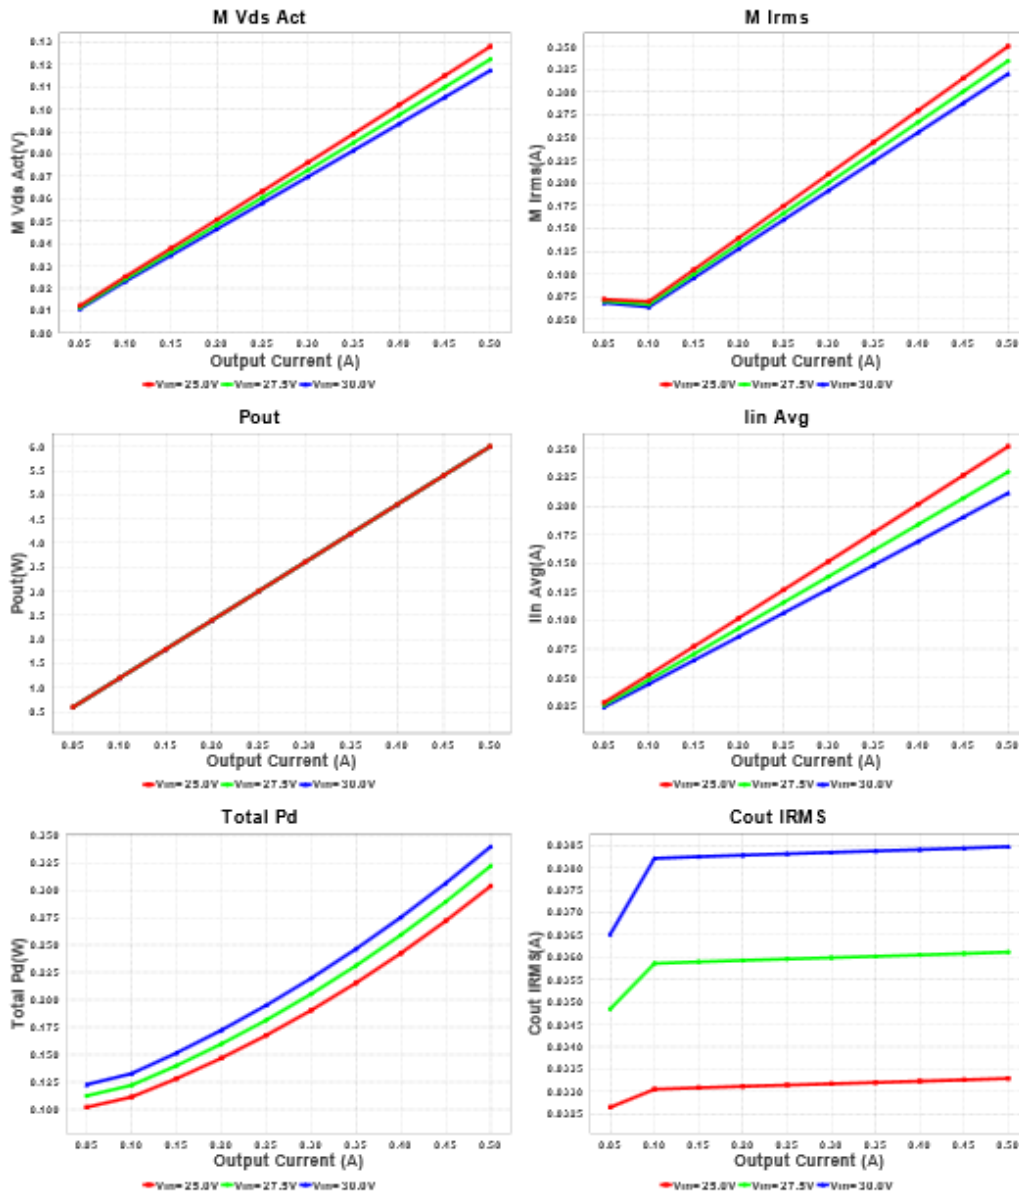 M Vds Act
M Vds Act(V)
0.13
0.12
0.11
0.10
0.09
0.08
0.07
0.06
0.05
0.04
0.03
0.02
0.01
0.00
0.05 0.10 0.15 0.20 0.25 0.30 0.35 0.40 0.45 0.50
Output Current (A)
Vin=25.0V Vin=27.5V Vin=30.0V
M Irms
M Irms(A)
0.350
0.325
0.300
0.275
0.250
0.225
0.200
0.175
0.150
0.125
0.100
0.075
0.050
0.05 0.10 0.15 0.20 0.25 0.30 0.35 0.40 0.45 0.50
Output Current (A)
Vin=25.0V Vin=27.5V Vin=30.0V
Pout
Pout(W)
6.0
5.5
5.0
4.5
4.0
3.5
3.0
2.5
2.0
1.5
1.0
0.5
0.05 0.10 0.15 0.20 0.25 0.30 0.35 0.40 0.45 0.50
Output Current (A)
Vin=25.0V Vin=27.5V Vin=30.0V
Iin Avg
Iin Avg(A)
0.250
0.225
0.200
0.175
0.150
0.125
0.100
0.075
0.050
0.025
0.05 0.10 0.15 0.20 0.25 0.30 0.35 0.40 0.45 0.50
Output Current (A)
Vin=25.0V Vin=27.5V Vin=30.0V
Total Pd
Total Pd(W)
0.350
0.325
0.300
0.275
0.250
0.225
0.200
0.175
0.150
0.125
0.100
0.05 0.10 0.15 0.20 0.25 0.30 0.35 0.40 0.45 0.50
Output Current (A)
Vin=25.0V Vin=27.5V Vin=30.0V
Cout IRMS
Cout IRMS(A)
0.0385
0.0380
0.0375
0.0370
0.0365
0.0360
0.0355
0.0350
0.0345
0.0340
0.0335
0.0330
0.0325
0.05 0.10 0.15 0.20 0.25 0.30 0.35 0.40 0.45 0.50
Output Current (A)
Vin=25.0V Vin=27.5V Vin=30.0V